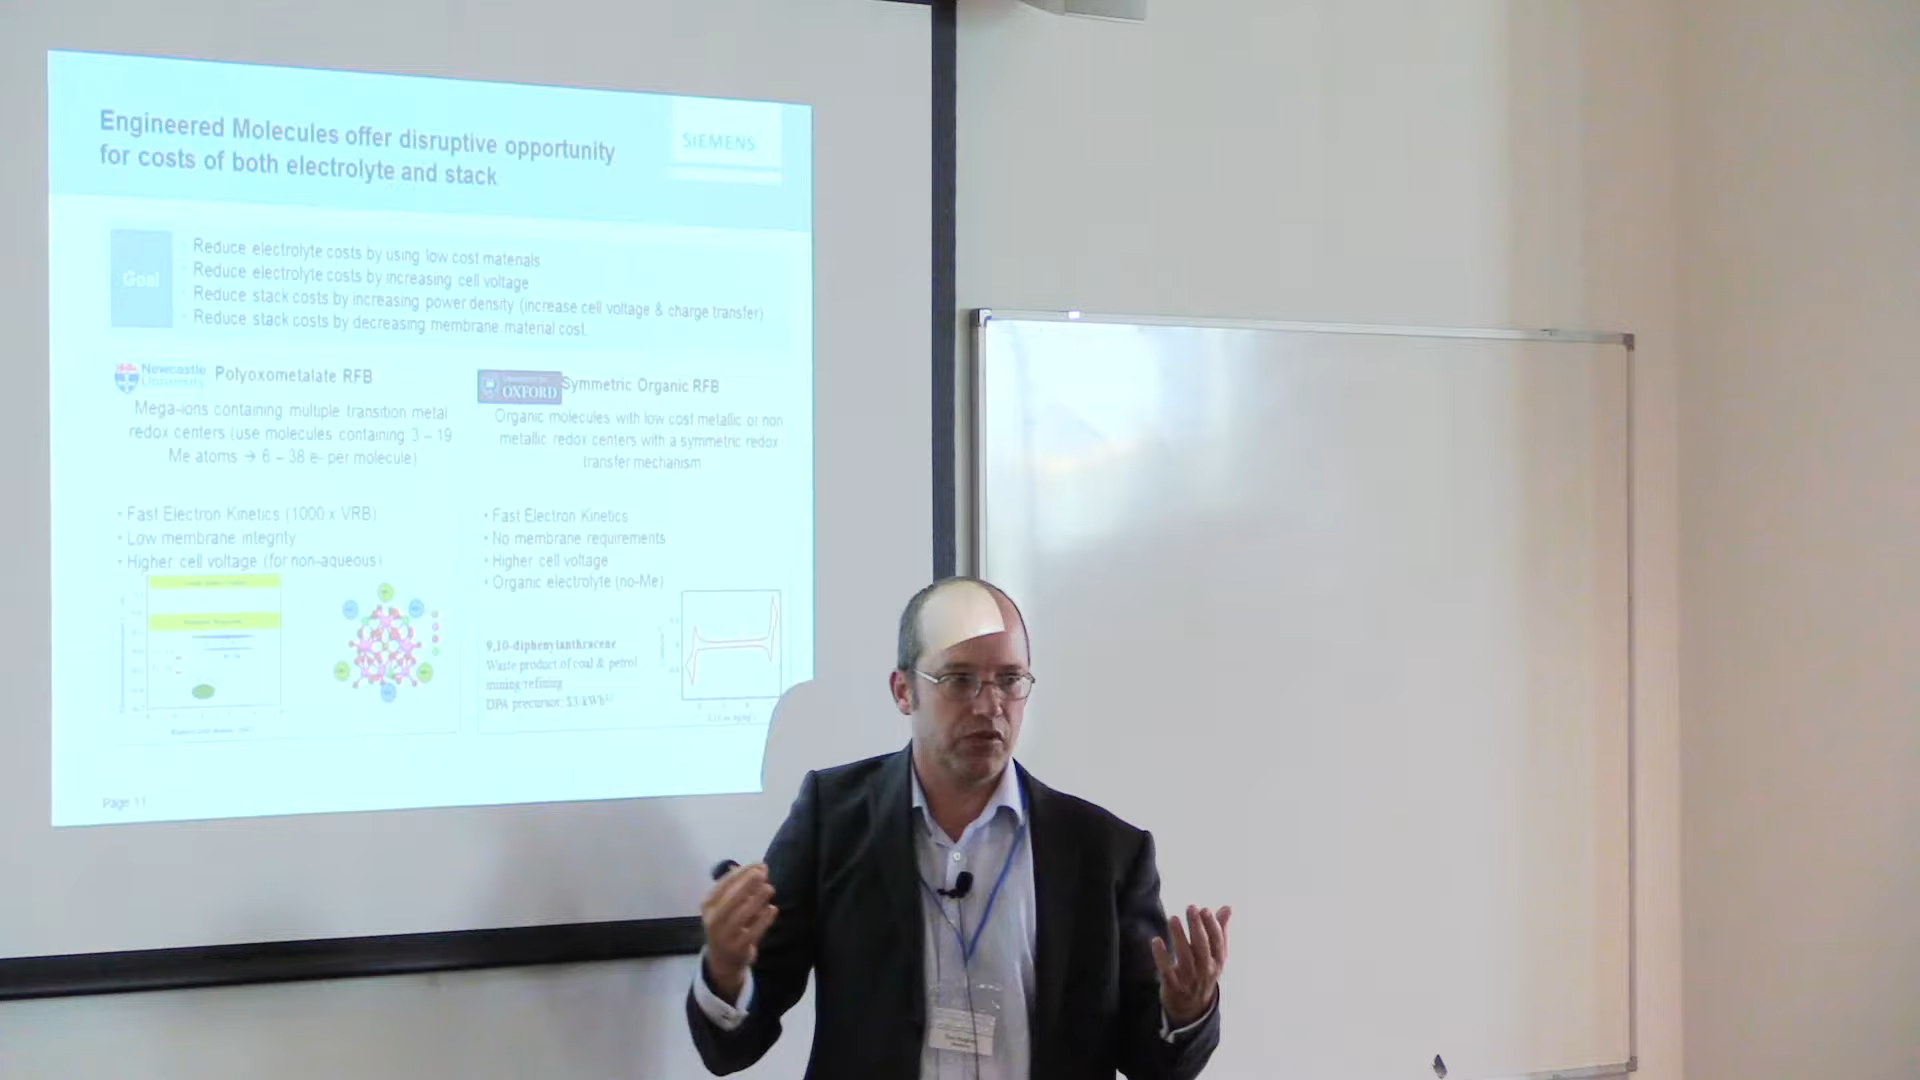 Engineered Molecules offer disruptive opportunity
for costs of both electrolyte and stack
SIEMENS
Goal
Reduce electrolyte costs by using low cost materials
Reduce electrolyte costs by increasing cell voltage
Reduce stack costs by increasing power density (increase cell voltage & charge transfer)
Reduce stack costs by decreasing membrane material cost
Newcastle
University
Polyoxometalate RFB
Mega-ions containing multiple transition metal
redox centers (use molecules containing 3 – 19
Me atoms → 6 – 38 e- per molecule)
• Fast Electron Kinetics (1000 x VRB)
• Low membrane integrity
• Higher cell voltage (for non-aqueous)
OXFORD
Symmetric Organic RFB
Organic molecules with low cost metallic or non
metallic redox centers with a symmetric redox
transfer mechanism
• Fast Electron Kinetics
• No membrane requirements
• Higher cell voltage
• Organic electrolyte (no-Me)
9,10-diphenylanthracene
Waste product of coal & petrol
mining/refining
DPA precursor: $3/kWh
Page 11